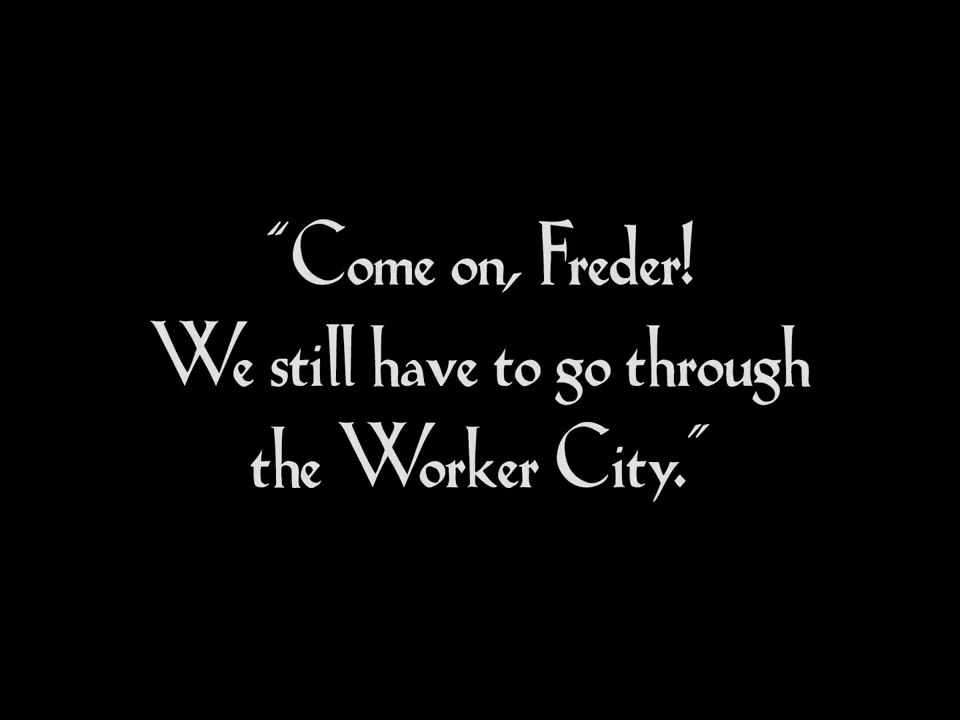 “Come on, Freder!
We still have to go through
the Worker City.”